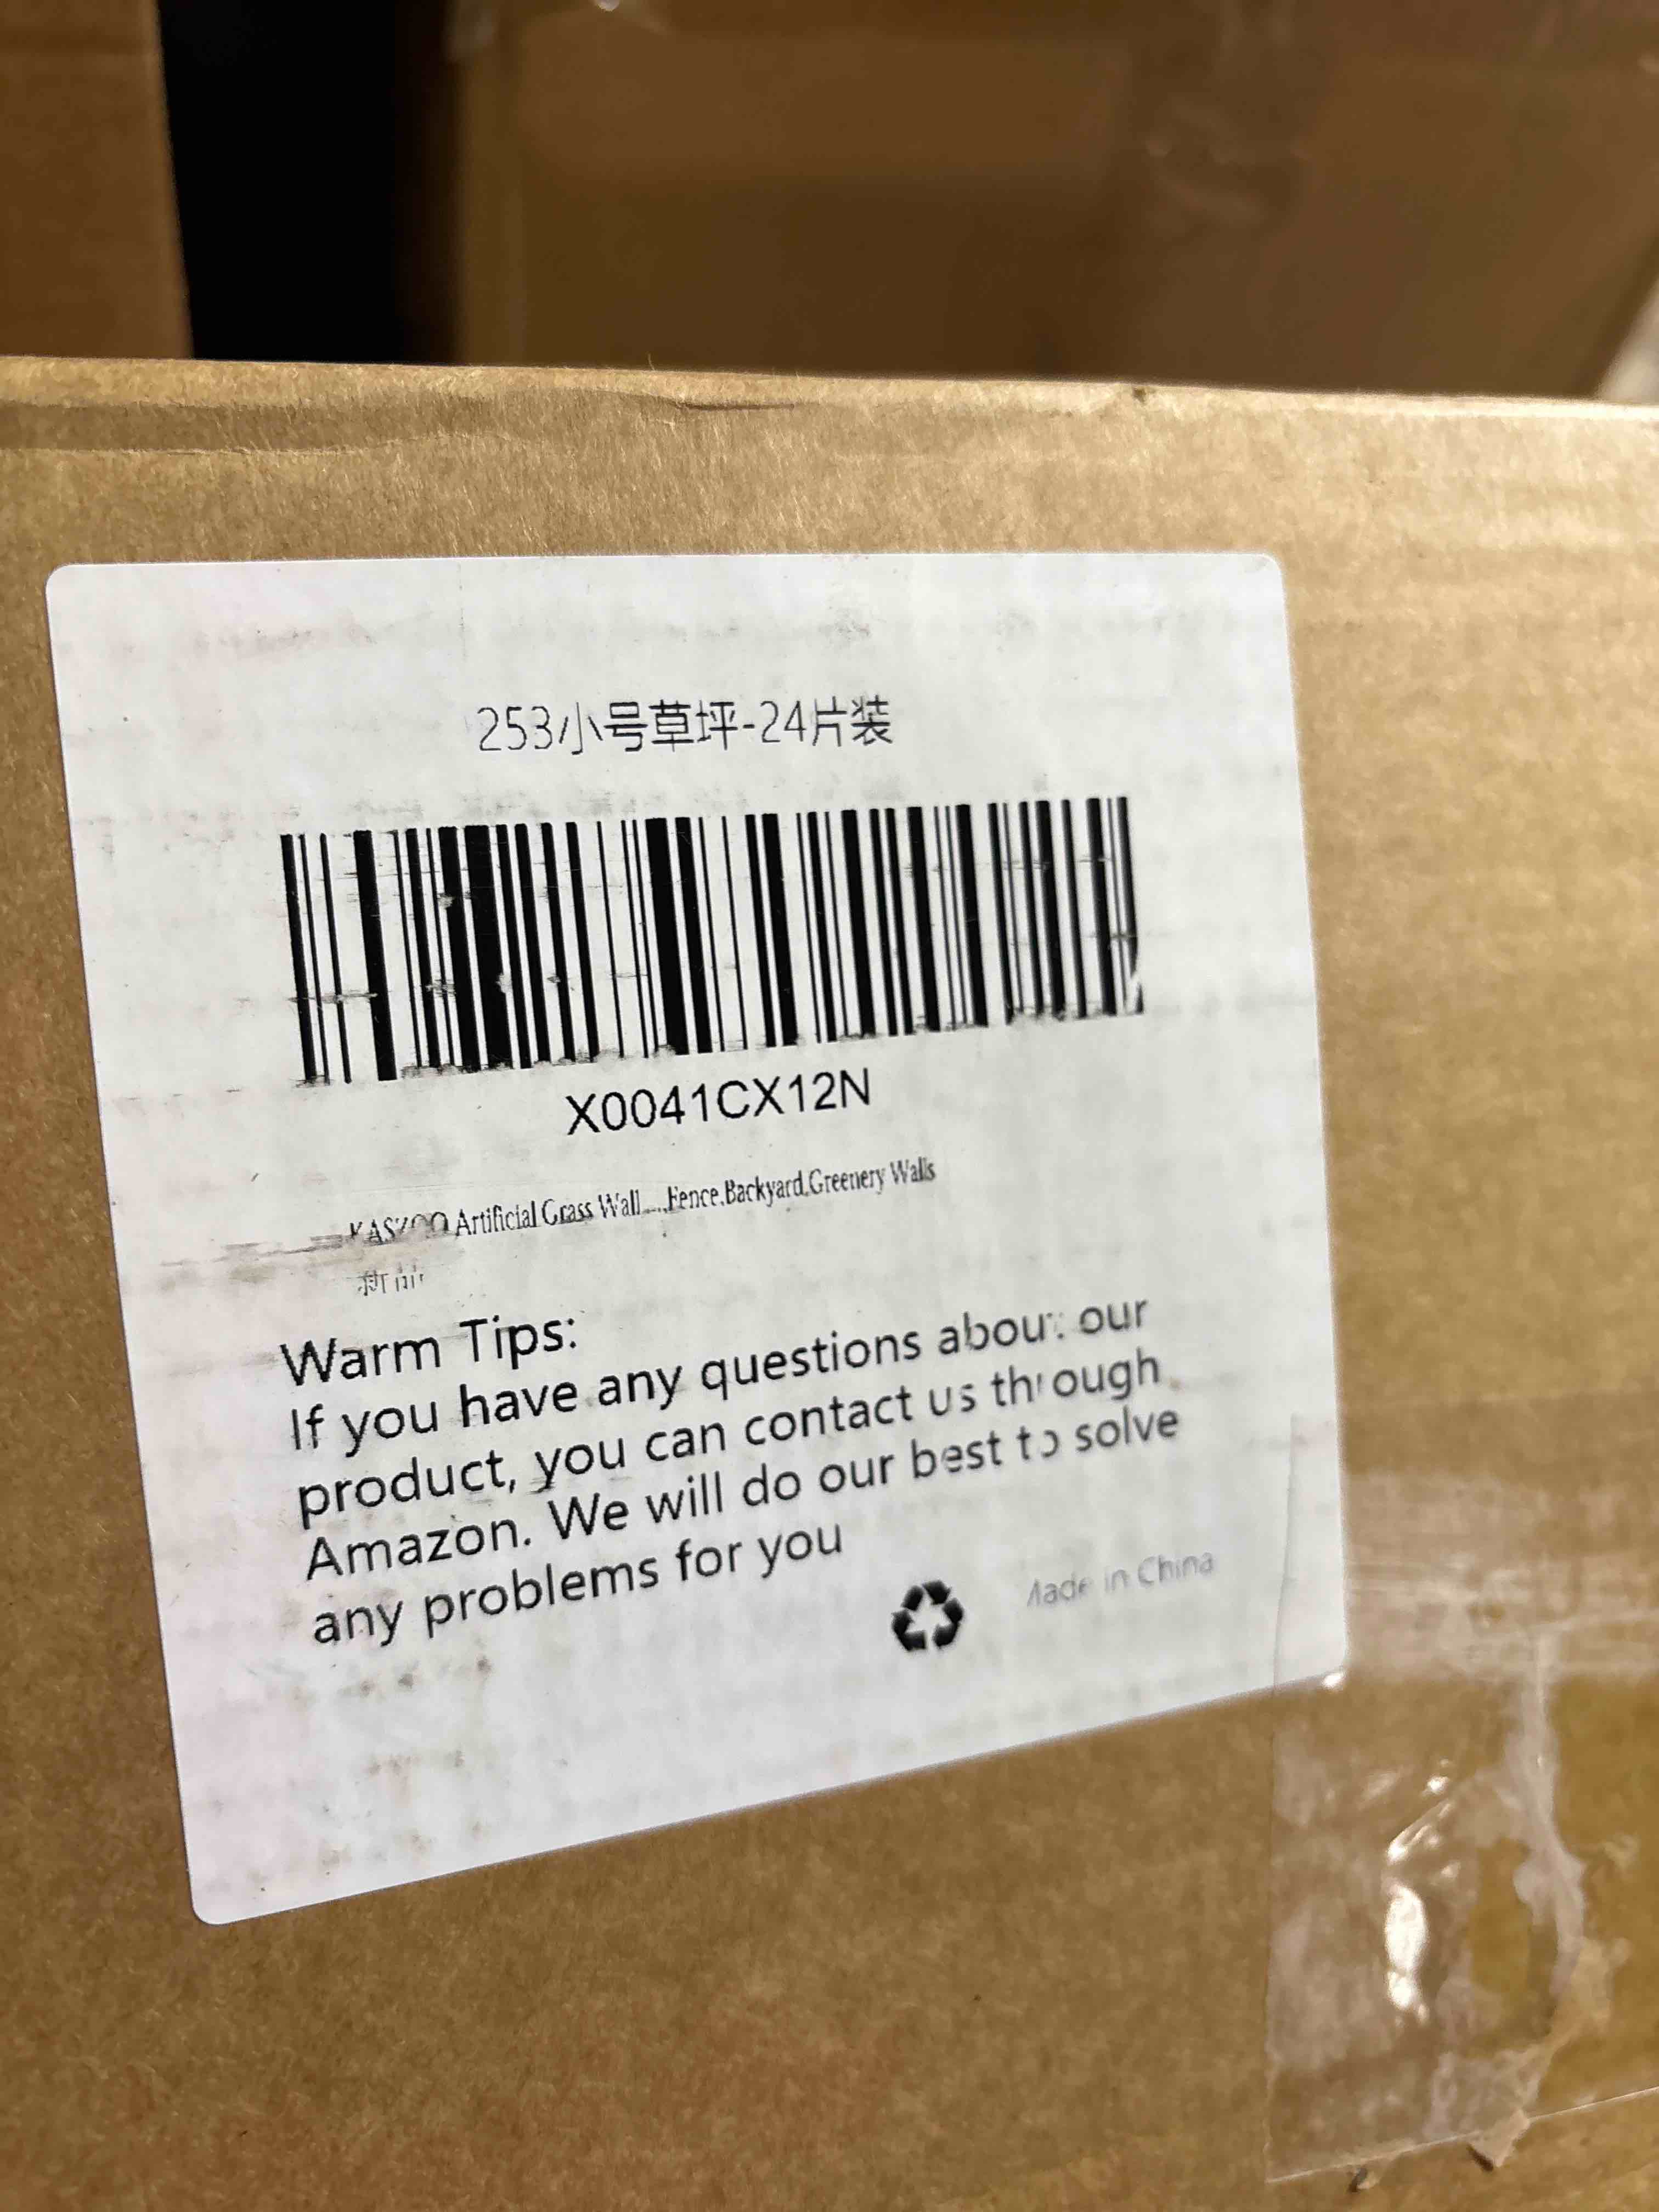 253小号草坪-24片装
X0041CX12N
Artificial Grass Wall ...,Fence,Backyard,Greenery Walls
Warm Tips:
If you have any questions about our
product, you can contact us through
Amazon. We will do our best to solve
any problems for you
Made in China